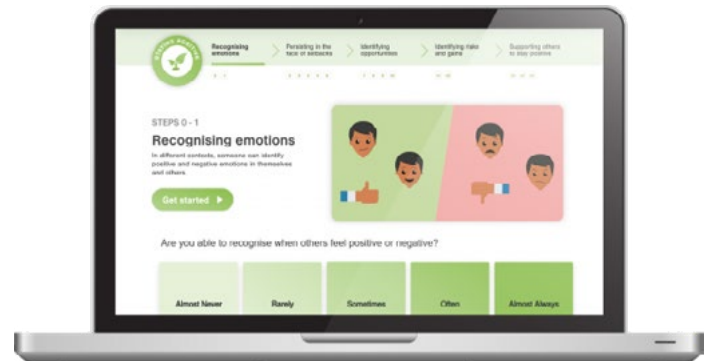 STAYING POSITIVE
Recognising
emotions
Persisting in the
face of setbacks
Identifying
opportunities
Identifying risks
and gains
Supporting others
to stay positive
STEPS 0 - 1
Recognising emotions
In different contexts, someone can identify
positive and negative emotions in themselves
and others
Get started
Are you able to recognise when others feel positive or negative?
Almost Never
Rarely
Sometimes
Often
Almost Always